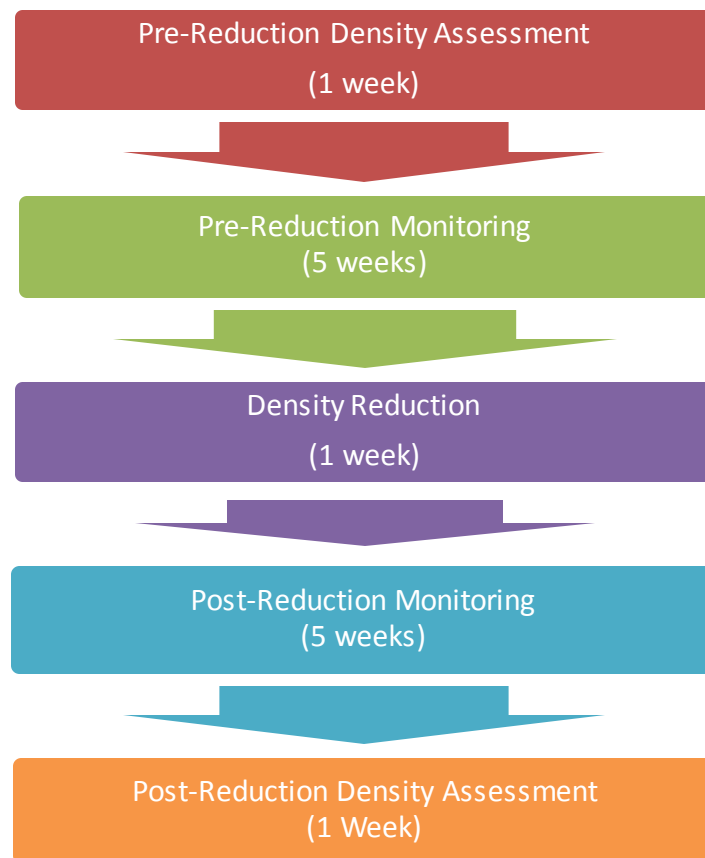 Pre-Reduction Density Assessment
(1 week)
Pre-Reduction Monitoring
(5 weeks)
Density Reduction
(1 week)
Post-Reduction Monitoring
(5 weeks)
Post-Reduction Density Assessment
(1 Week)